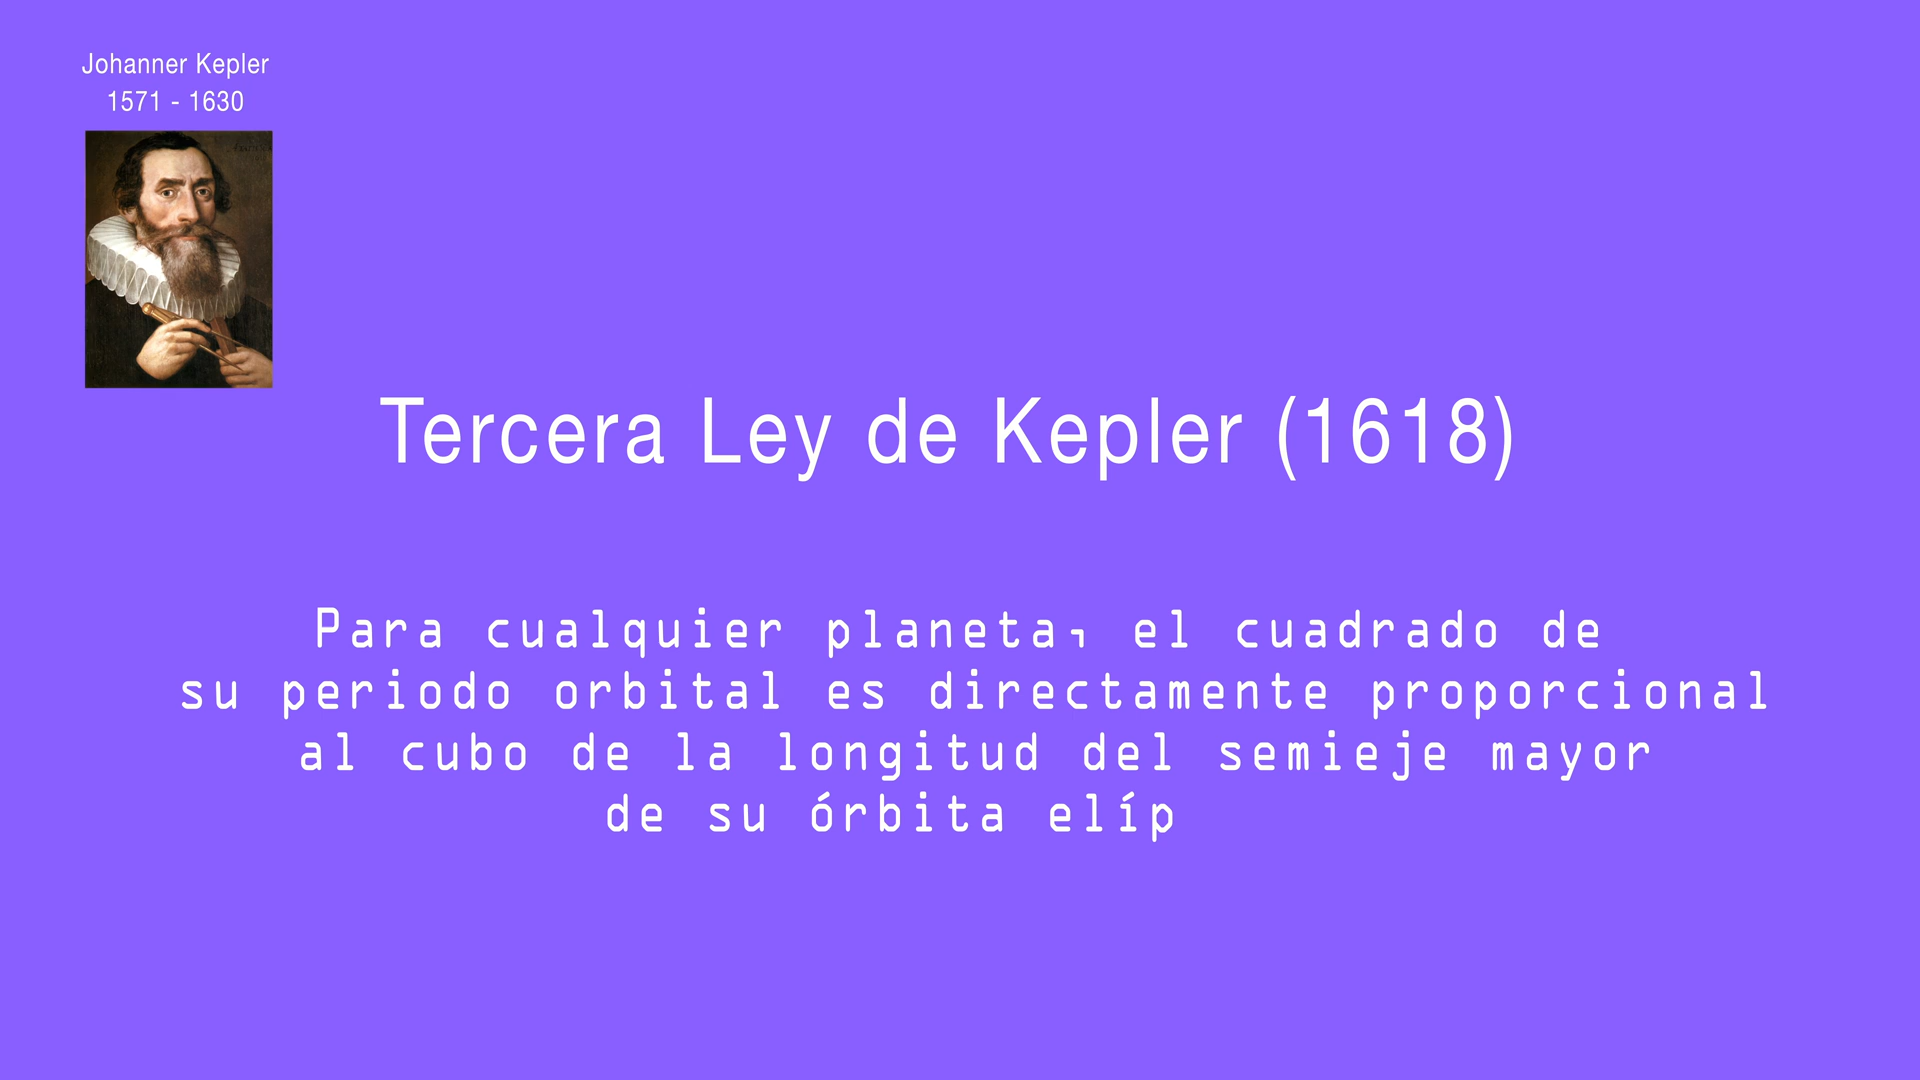 Johanner Kepler
1571 - 1630
Tercera Ley de Kepler (1618)
Para cualquier planeta, el cuadrado de
su periodo orbital es directamente proporcional
al cubo de la longitud del semieje mayor
de su órbita elíp